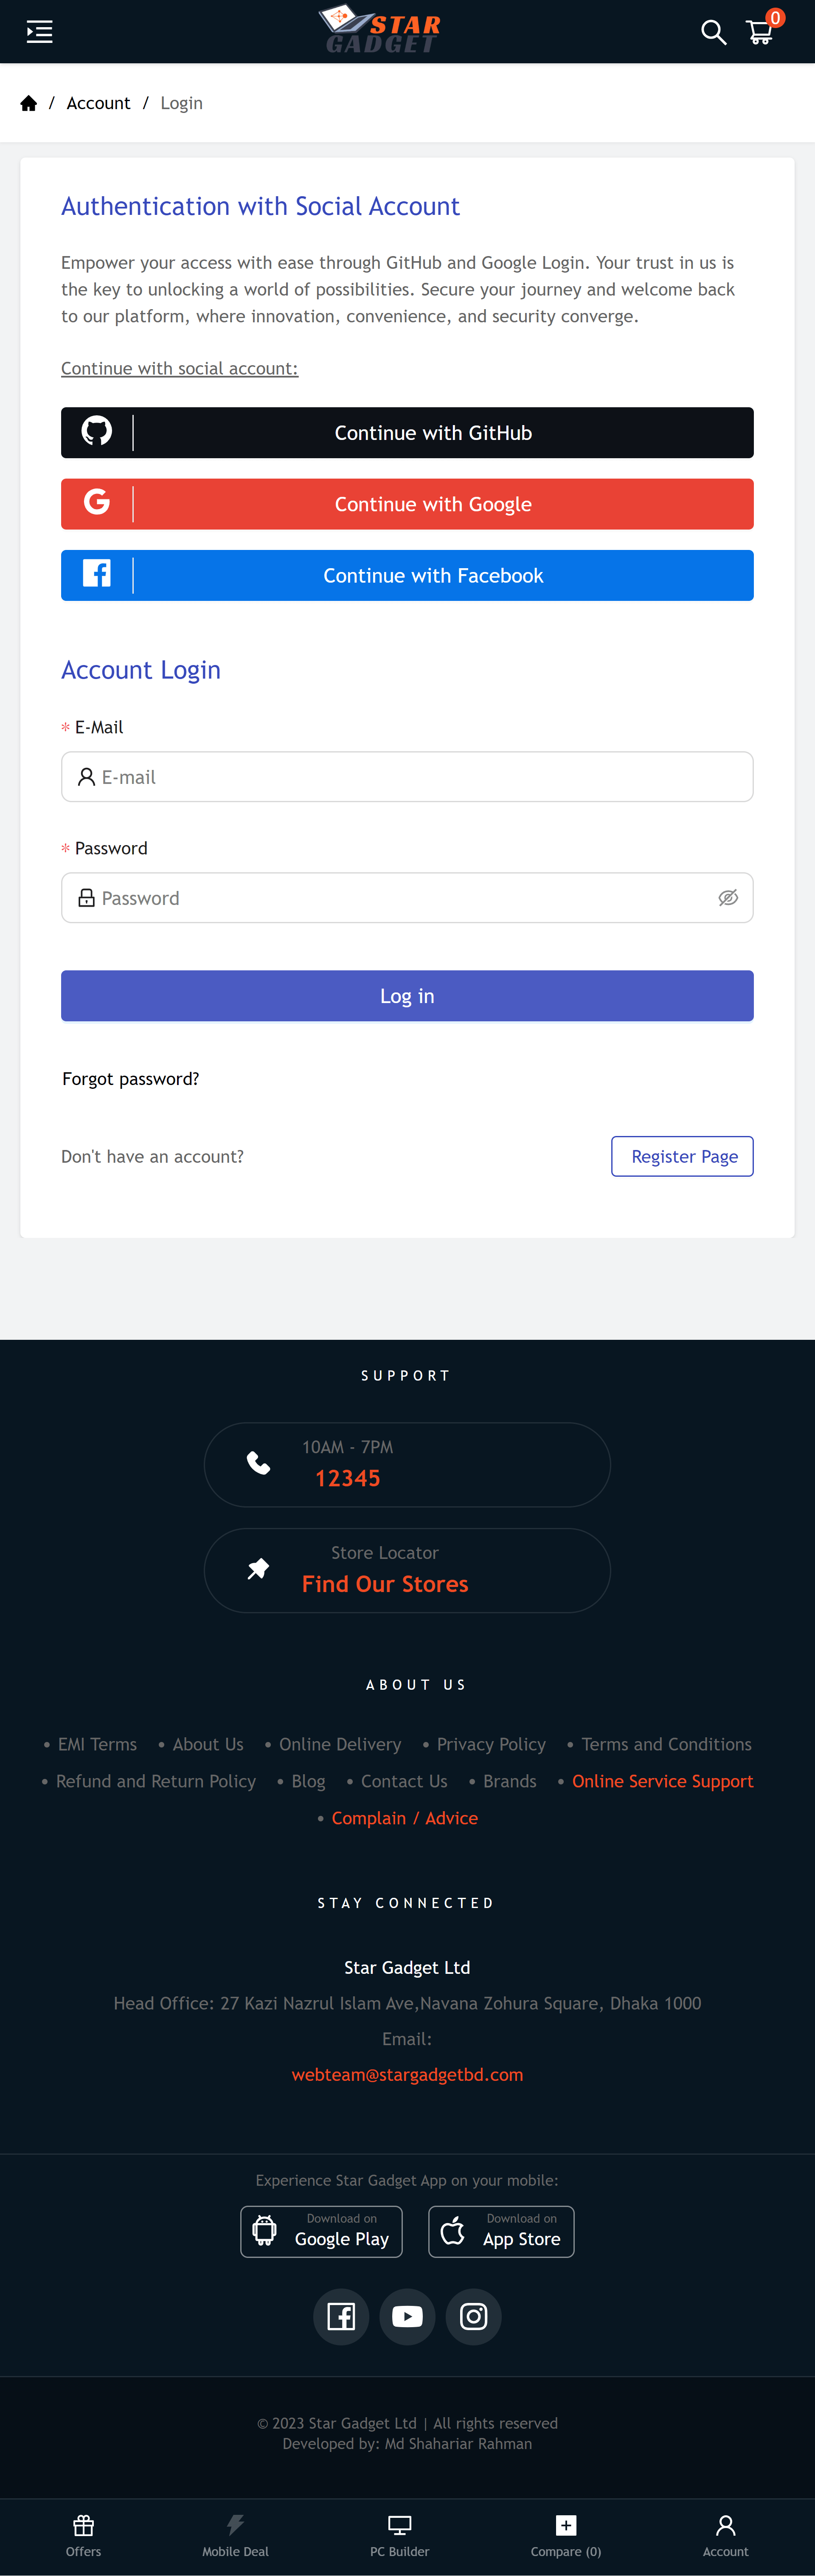 STAR
GADGET
0
/ Account / Login
Authentication with Social Account
Empower your access with ease through GitHub and Google Login. Your trust in us is
the key to unlocking a world of possibilities. Secure your journey and welcome back
to our platform, where innovation, convenience, and security converge.
Continue with social account:
Continue with GitHub
Continue with Google
Continue with Facebook
Account Login
* E-Mail
E-mail
* Password
Password
Log in
Forgot password?
Don't have an account?
Register Page
SUPPORT
10AM - 7PM
12345
Store Locator
Find Our Stores
ABOUT US
• EMI Terms • About Us • Online Delivery • Privacy Policy • Terms and Conditions
• Refund and Return Policy • Blog • Contact Us • Brands • Online Service Support
• Complain / Advice
STAY CONNECTED
Star Gadget Ltd
Head Office: 27 Kazi Nazrul Islam Ave,Navana Zohura Square, Dhaka 1000
Email:
webteam@stargadgetbd.com
Experience Star Gadget App on your mobile:
Download on
Google Play
Download on
App Store
© 2023 Star Gadget Ltd | All rights reserved
Developed by: Md Shahariar Rahman
Offers
Mobile Deal
PC Builder
Compare (0)
Account